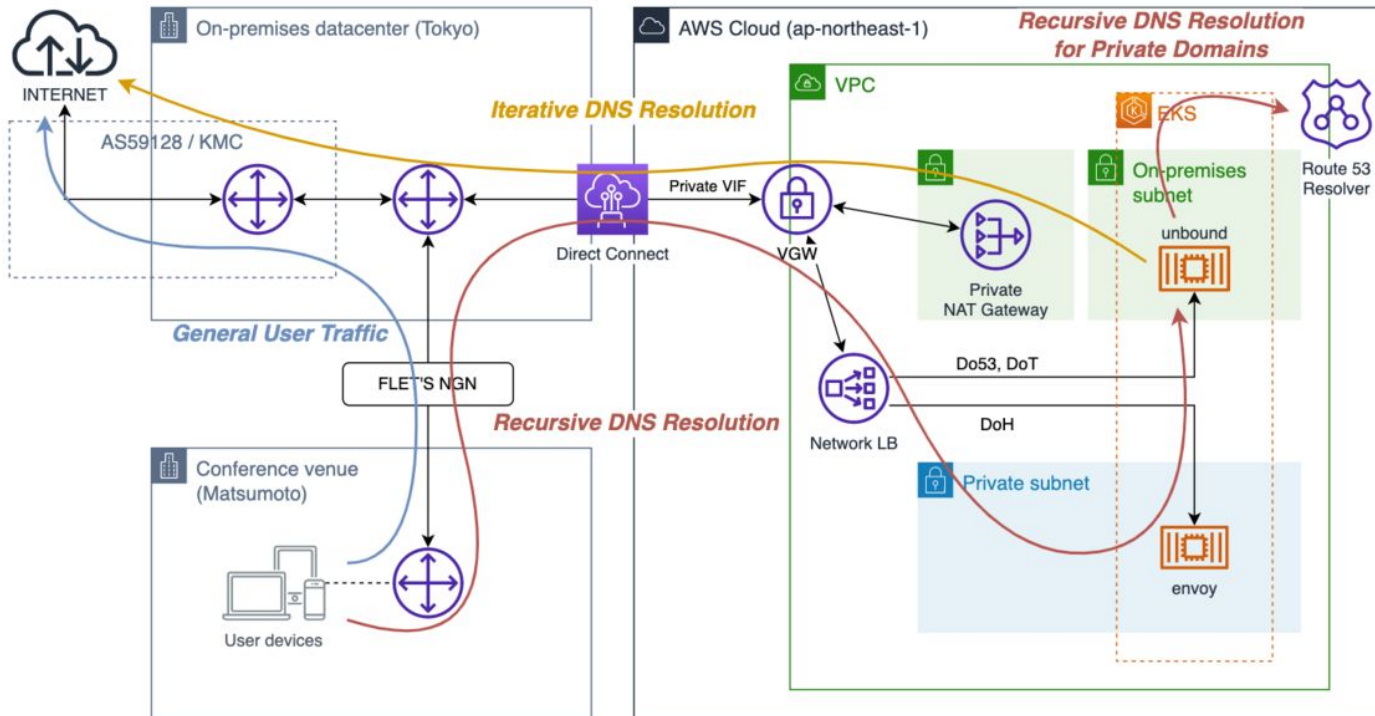 On-premises datacenter (Tokyo)
AWS Cloud (ap-northeast-1)
Recursive DNS Resolution
for Private Domains
INTERNET
VPC
Iterative DNS Resolution
EKS
AS59128 / KMC
Private VIF
On-premises
subnet
Route 53
Resolver
unbound
Direct Connect
VGW
Private
NAT Gateway
General User Traffic
Do53, DoT
FLET'S NGN
Recursive DNS Resolution
DoH
Network LB
Conference venue
(Matsumoto)
Private subnet
envoy
User devices